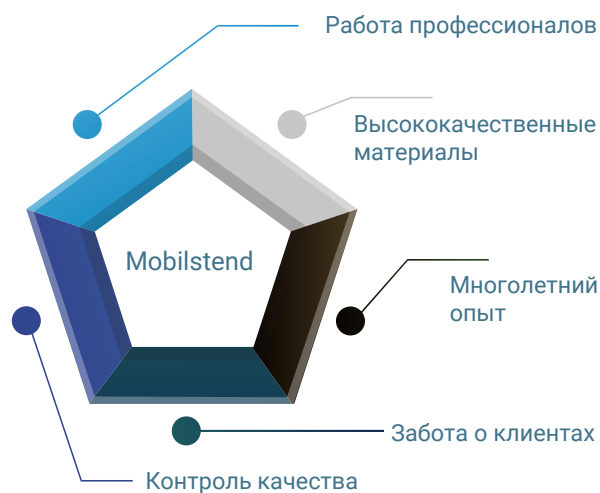 Работа профессионалов
Высококачественные
материалы
Mobilstend
Многолетний
опыт
Забота о клиентах
Контроль качества